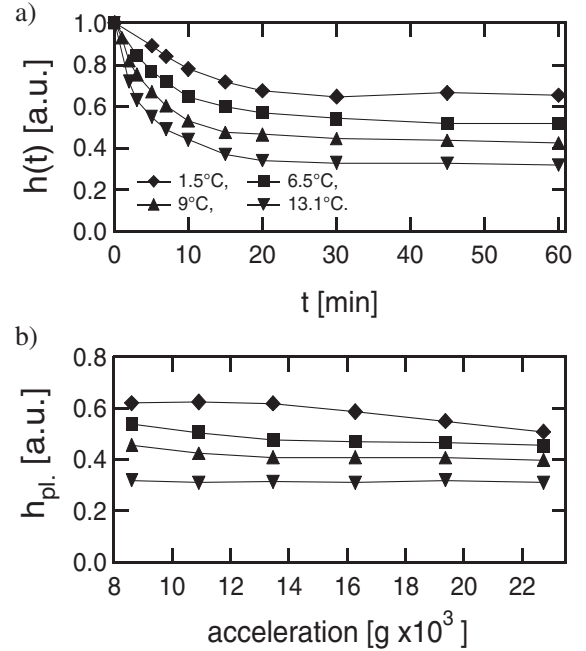 a)
h(t) [a.u.]
1.0
0.8
0.6
0.4
0.2
0.0
1.5°C,
6.5°C,
9°C,
13.1°C.
0 10 20 30 40 50 60
t [min]
b)
h_pl. [a.u.]
0.8
0.6
0.4
0.2
0.0
8 10 12 14 16 18 20 22
acceleration [g x10³]